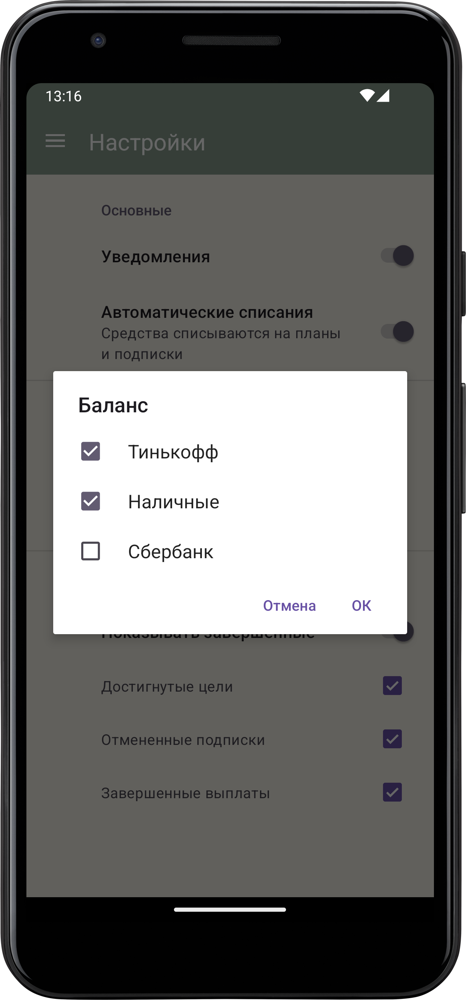 13:16
Настройки
Основные
Уведомления
Автоматические списания
Средства списываются на планы
и подписки
Баланс
Тинькофф
Наличные
Сбербанк
Отмена
ОК
Показывать завершенные
Достигнутые цели
Отмененные подписки
Завершенные выплаты